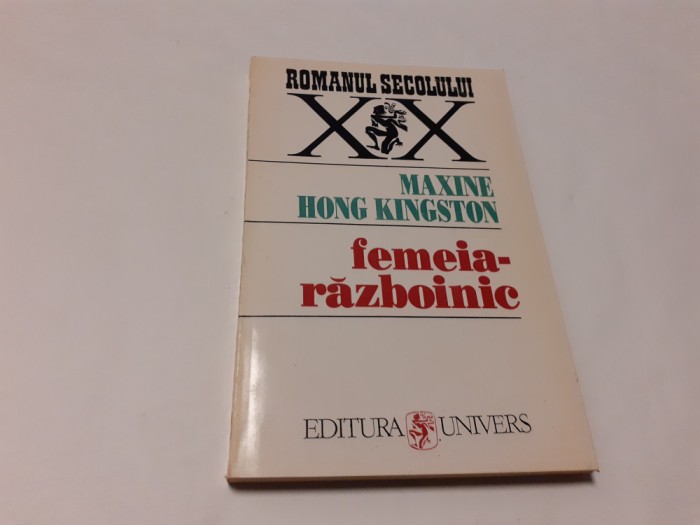 ROMANUL SECOLULUI
XX
MAXINE
HONG KINGSTON
femeia-
războinic
EDITURA UNIVERS